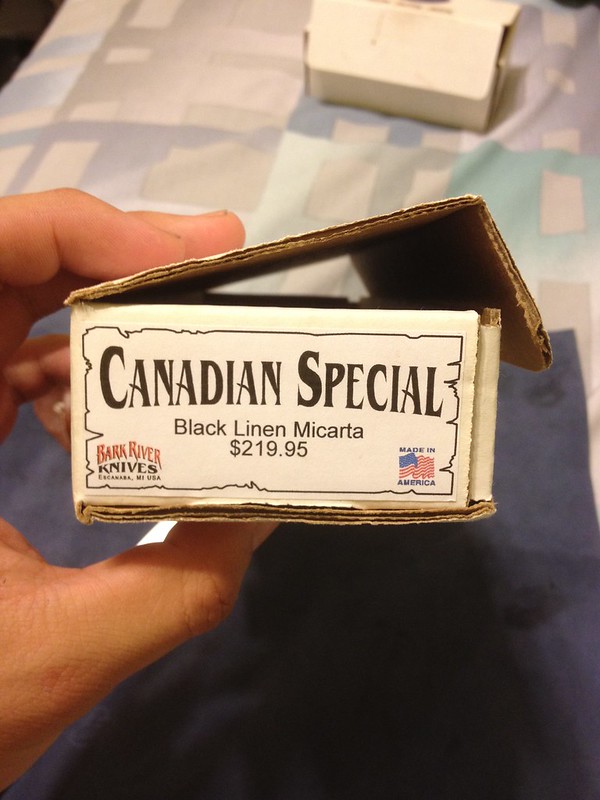 CANADIAN SPECIAL
Black Linen Micarta
$219.95
BARK RIVER
KNIVES
ESCANABA, MI USA
MADE IN
AMERICA